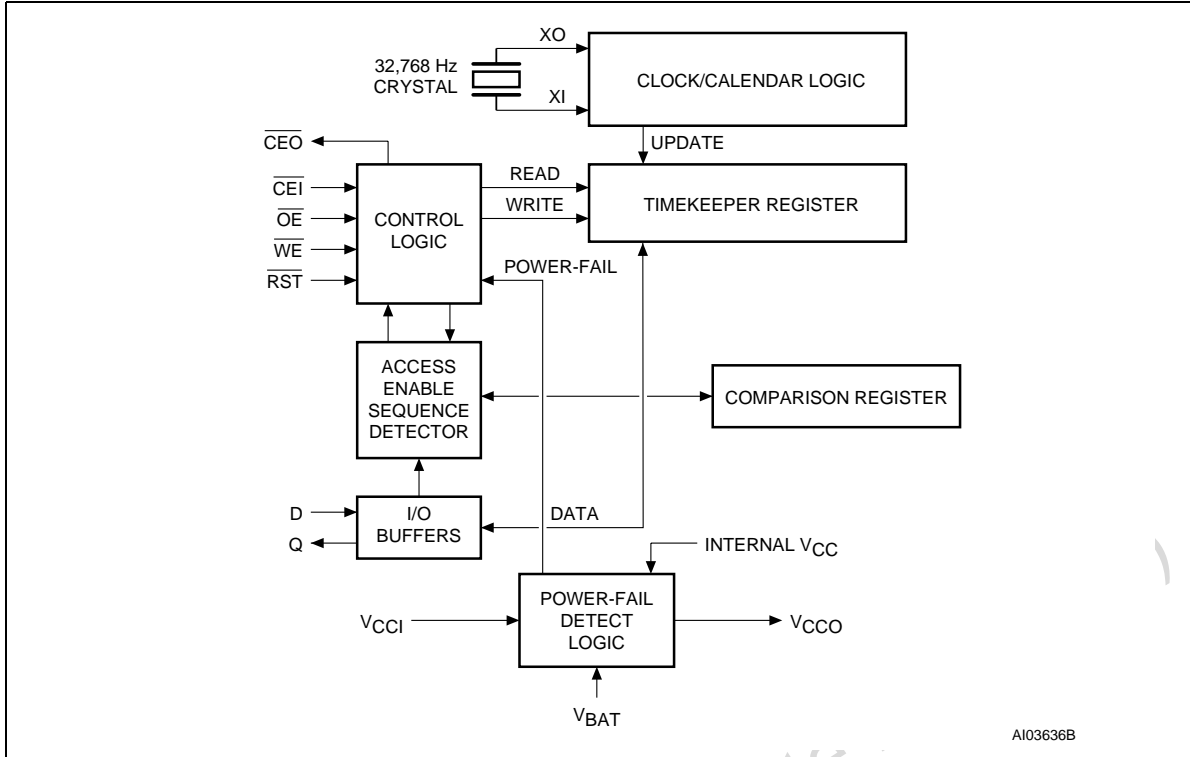 XO
32,768 Hz
CRYSTAL
CLOCK/CALENDAR LOGIC
XI
CEO
UPDATE
CEI
READ
OE
CONTROL
LOGIC
WRITE
TIMEKEEPER REGISTER
WE
RST
POWER-FAIL
ACCESS
ENABLE
SEQUENCE
DETECTOR
COMPARISON REGISTER
D
Q
I/O
BUFFERS
DATA
INTERNAL VCC
VCCI
POWER-FAIL
DETECT
LOGIC
VCCO
VBAT
AI03636B